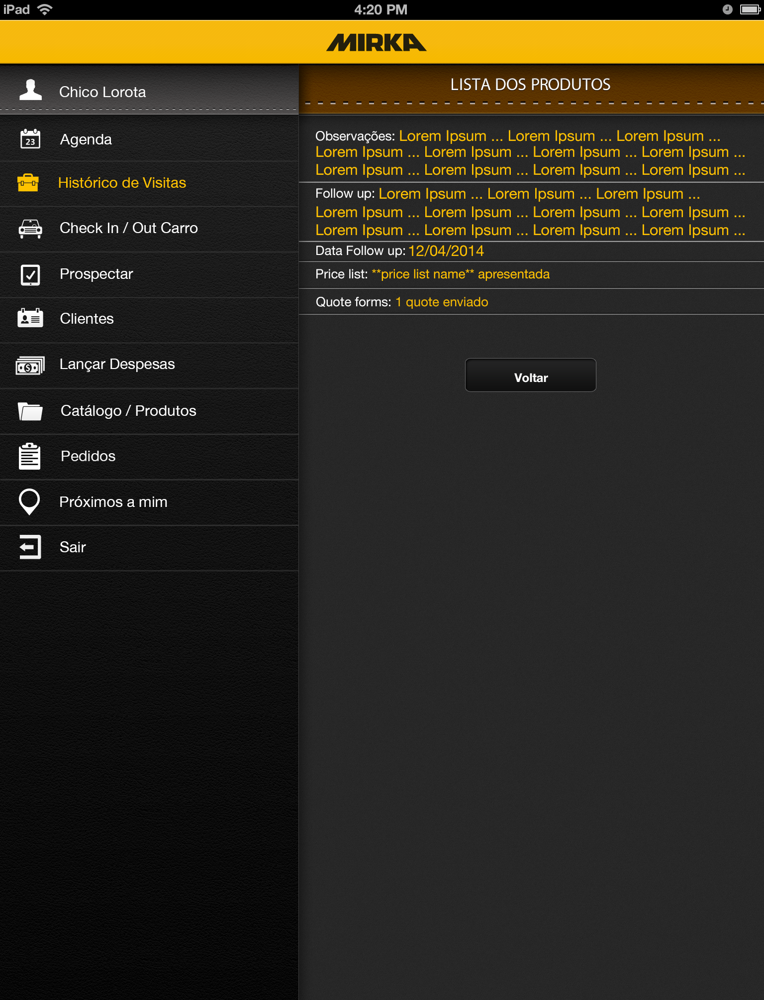 iPad
4:20 PM
MIRKA
Chico Lorota
23
Agenda
Histórico de Visitas
Check In / Out Carro
Prospectar
Clientes
$
Lançar Despesas
Catálogo / Produtos
Pedidos
Próximos a mim
Sair
LISTA DOS PRODUTOS
Observações: Lorem Ipsum ... Lorem Ipsum ... Lorem Ipsum ...
Lorem Ipsum ... Lorem Ipsum ... Lorem Ipsum ... Lorem Ipsum ...
Lorem Ipsum ... Lorem Ipsum ... Lorem Ipsum ... Lorem Ipsum ...
Follow up: Lorem Ipsum ... Lorem Ipsum ... Lorem Ipsum ...
Lorem Ipsum ... Lorem Ipsum ... Lorem Ipsum ... Lorem Ipsum ...
Lorem Ipsum ... Lorem Ipsum ... Lorem Ipsum ... Lorem Ipsum ...
Data Follow up: 12/04/2014
Price list: **price list name** apresentada
Quote forms: 1 quote enviado
Voltar